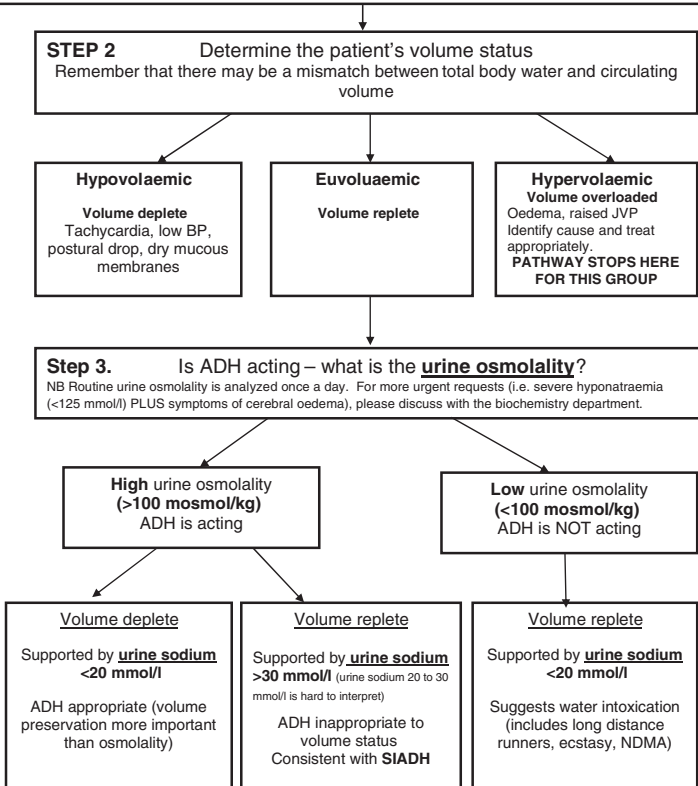 STEP 2 Determine the patient's volume status
Remember that there may be a mismatch between total body water and circulating
volume
Hypovolaemic
Volume deplete
Tachycardia, low BP,
postural drop, dry mucous
membranes
Euvoluaemic
Volume replete
Hypervolaemic
Volume overloaded
Oedema, raised JVP
Identify cause and treat
appropriately.
PATHWAY STOPS HERE
FOR THIS GROUP
Step 3. Is ADH acting – what is the urine osmolality?
NB Routine urine osmolality is analyzed once a day. For more urgent requests (i.e. severe hyponatraemia
(<125 mmol/l) PLUS symptoms of cerebral oedema), please discuss with the biochemistry department.
High urine osmolality
(>100 mosmol/kg)
ADH is acting
Low urine osmolality
(<100 mosmol/kg)
ADH is NOT acting
Volume deplete
Supported by urine sodium
<20 mmol/l
ADH appropriate (volume
preservation more important
than osmolality)
Volume replete
Supported by urine sodium
>30 mmol/l (urine sodium 20 to 30
mmol/l is hard to interpret)
ADH inappropriate to
volume status
Consistent with SIADH
Volume replete
Supported by urine sodium
<20 mmol/l
Suggests water intoxication
(includes long distance
runners, ecstasy, NDMA)